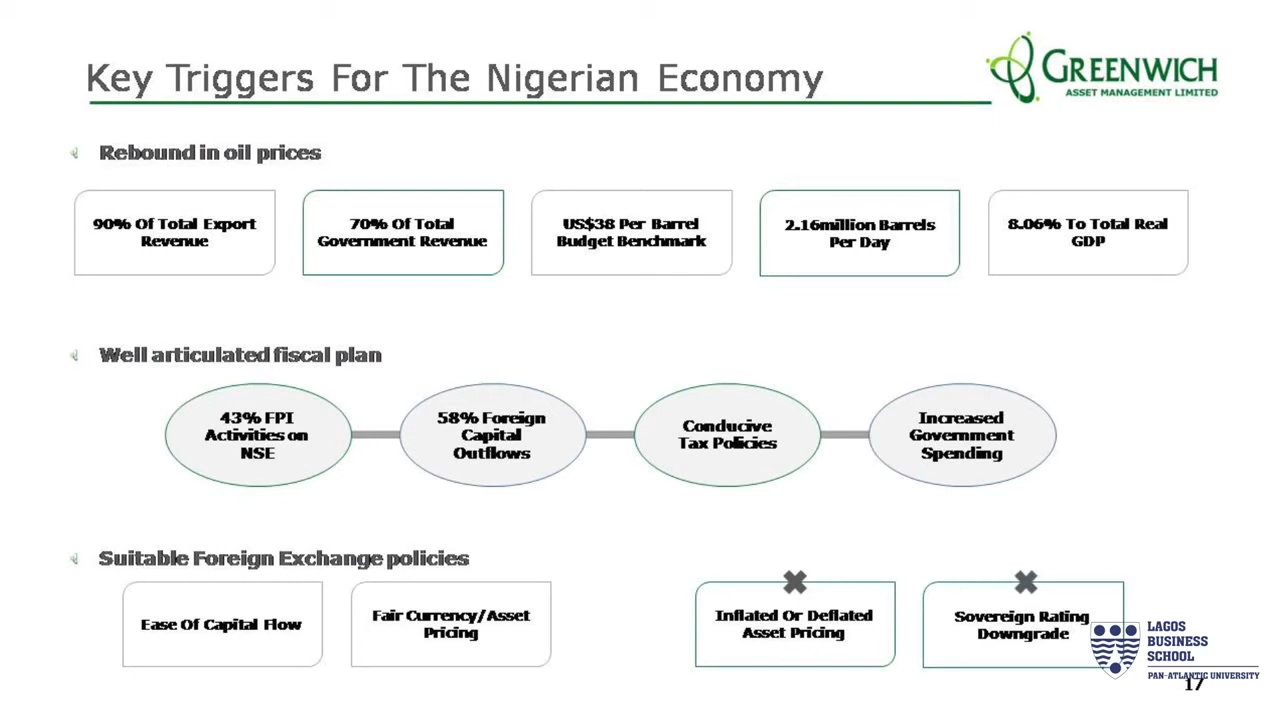 Key Triggers For The Nigerian Economy
GREENWICH
ASSET MANAGEMENT LIMITED
Rebound in oil prices
90% Of Total Export
Revenue
70% Of Total
Government Revenue
US$38 Per Barrel
Budget Benchmark
2.16million Barrels
Per Day
8.06% To Total Real
GDP
Well articulated fiscal plan
43% FPI
Activities on
NSE
58% Foreign
Capital
Outflows
Conducive
Tax Policies
Increased
Government
Spending
Suitable Foreign Exchange policies
Ease Of Capital Flow
Fair Currency/Asset
Pricing
Inflated Or Deflated
Asset Pricing
Sovereign Rating
Downgrade
LAGOS
BUSINESS
SCHOOL
PAN-ATLANTIC UNIVERSITY
17